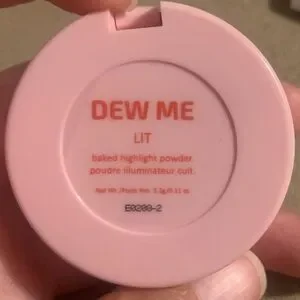 DEW ME
LIT
baked highlight powder
poudre illuminateur cuit.
Net Wt./Poids Net. 3.2g/0.11 oz
E0208-2